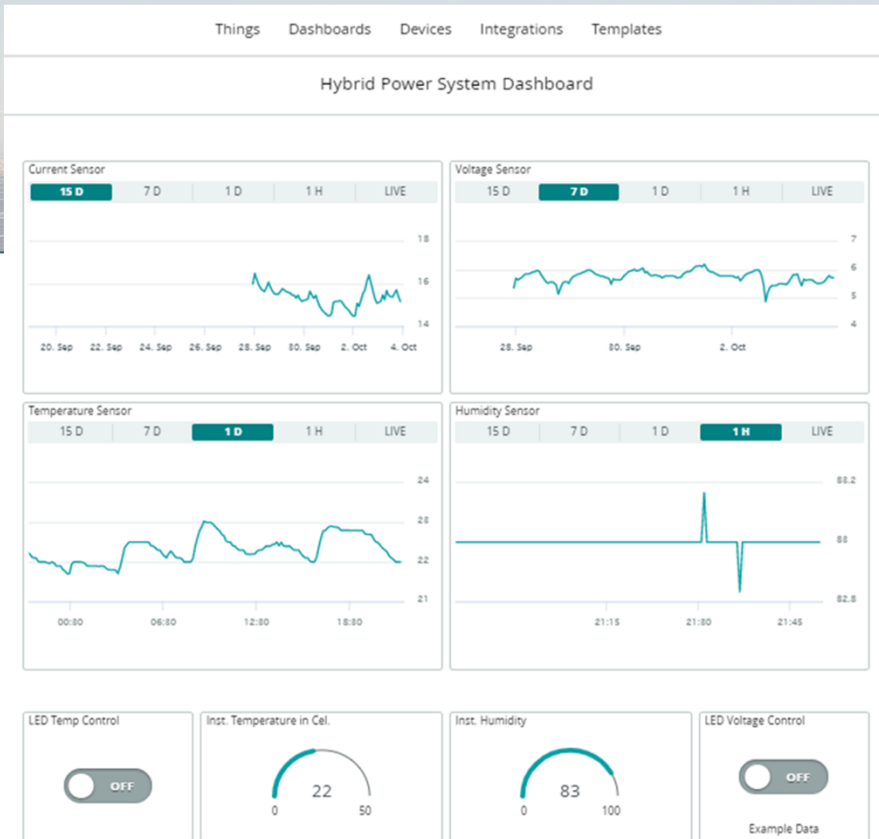 Things Dashboards Devices Integrations Templates
Hybrid Power System Dashboard
Current Sensor
15 D 7 D 1 D 1 H LIVE
18
16
14
20. Sep 22. Sep 24. Sep 26. Sep 28. Sep 30. Sep 2. Oct 4. Oct
Voltage Sensor
15 D 7 D 1 D 1 H LIVE
7
6
5
4
28. Sep 30. Sep 2. Oct
Temperature Sensor
15 D 7 D 1 D 1 H LIVE
24
23
22
21
00:30 06:30 12:30 18:30
Humidity Sensor
15 D 7 D 1 D 1 H LIVE
83.2
83
82.8
21:15 21:30 21:45
LED Temp Control
OFF
Inst. Temperature in Cel.
22
0 50
Inst. Humidity
83
0 100
LED Voltage Control
OFF
Example Data